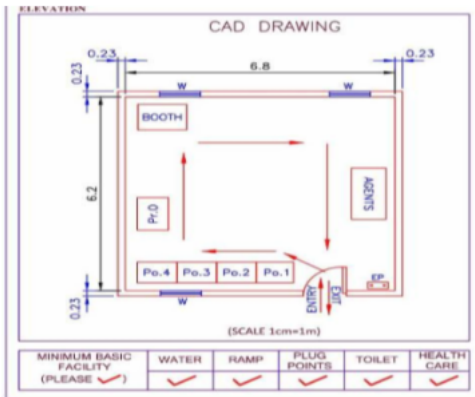 ELEVATION
CAD DRAWING
0.23
6.8
0.23
0.23
W
W
BOOTH
6.2
Pr.O
AGENTS
Po.4 Po.3 Po.2 Po.1
EP
0.23
W
ENTRY
EXIT
(SCALE 1cm=1m)
MINIMUM BASIC FACILITY (PLEASE ✓)
WATER
RAMP
PLUG POINTS
TOILET
HEALTH CARE
✓ ✓ ✓ ✓ ✓